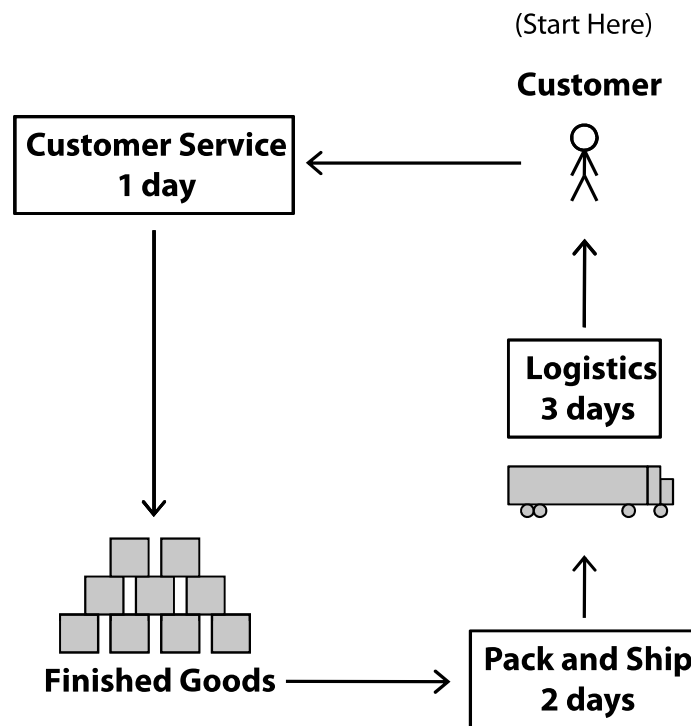 (Start Here)
Customer
Customer Service
1 day
Logistics
3 days
Finished Goods
Pack and Ship
2 days